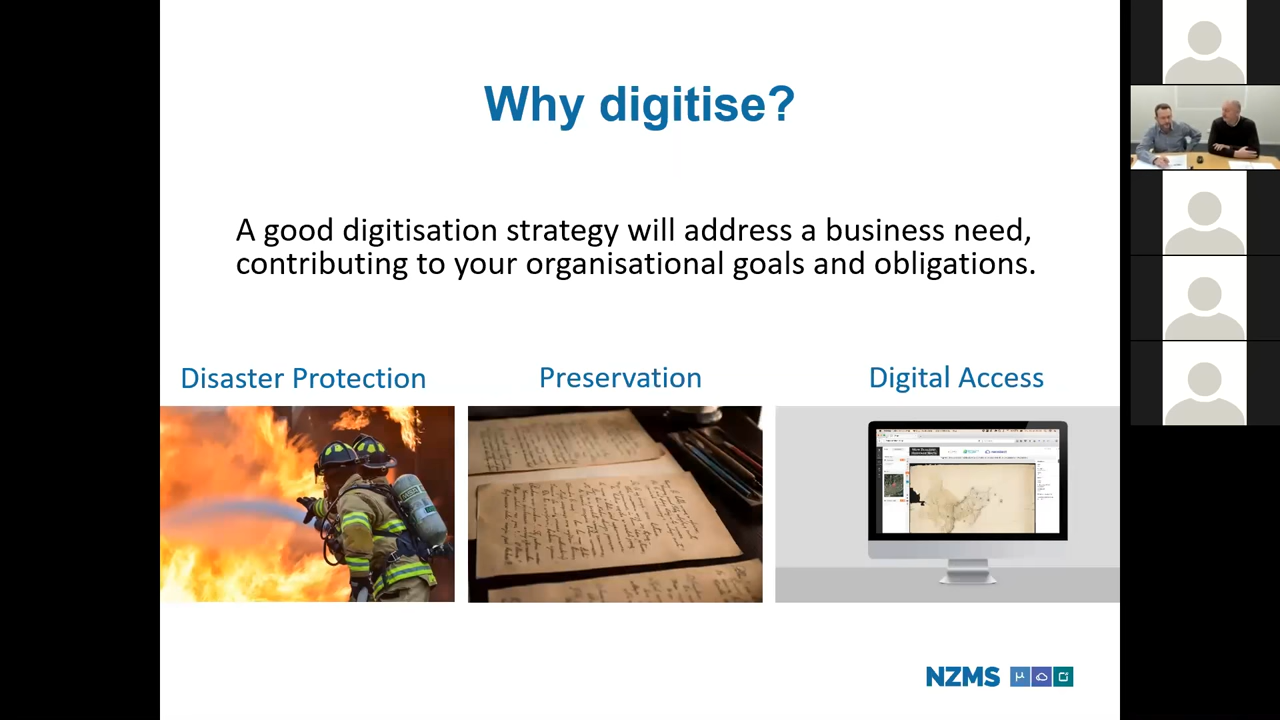 Why digitise?
A good digitisation strategy will address a business need,
contributing to your organisational goals and obligations.
Disaster Protection
Preservation
Digital Access
NZMS